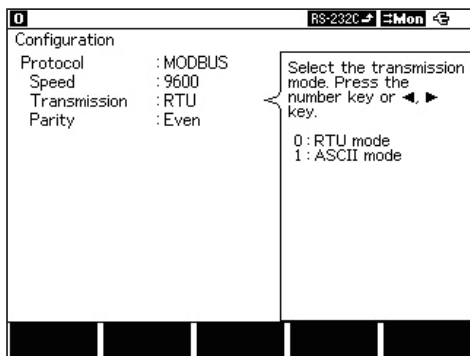 0 RS-232C Mon
Configuration
Protocol : MODBUS
Speed : 9600
Transmission : RTU
Parity : Even
Select the transmission
mode. Press the
number key or ◄, ►
key.
0 : RTU mode
1 : ASCII mode